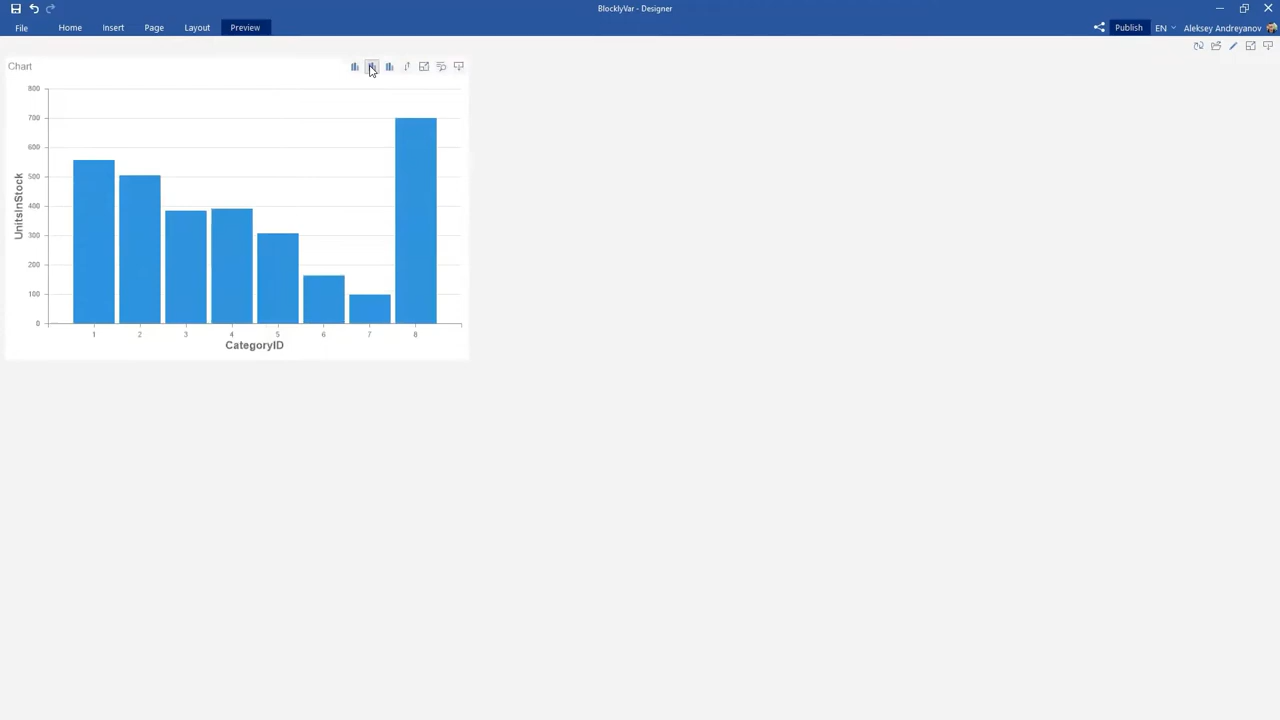 BlocklyVar - Designer
File Home Insert Page Layout Preview
Publish EN Aleksey Andreyanov
Chart
800
700
600
500
400
300
200
100
0
UnitsInStock
1 2 3 4 5 6 7 8
CategoryID